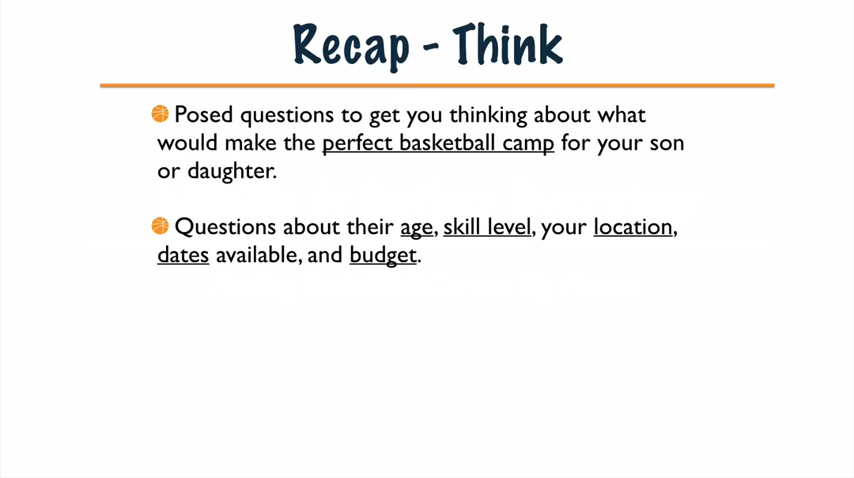 Recap - Think
Posed questions to get you thinking about what
would make the perfect basketball camp for your son
or daughter.
Questions about their age, skill level, your location,
dates available, and budget.